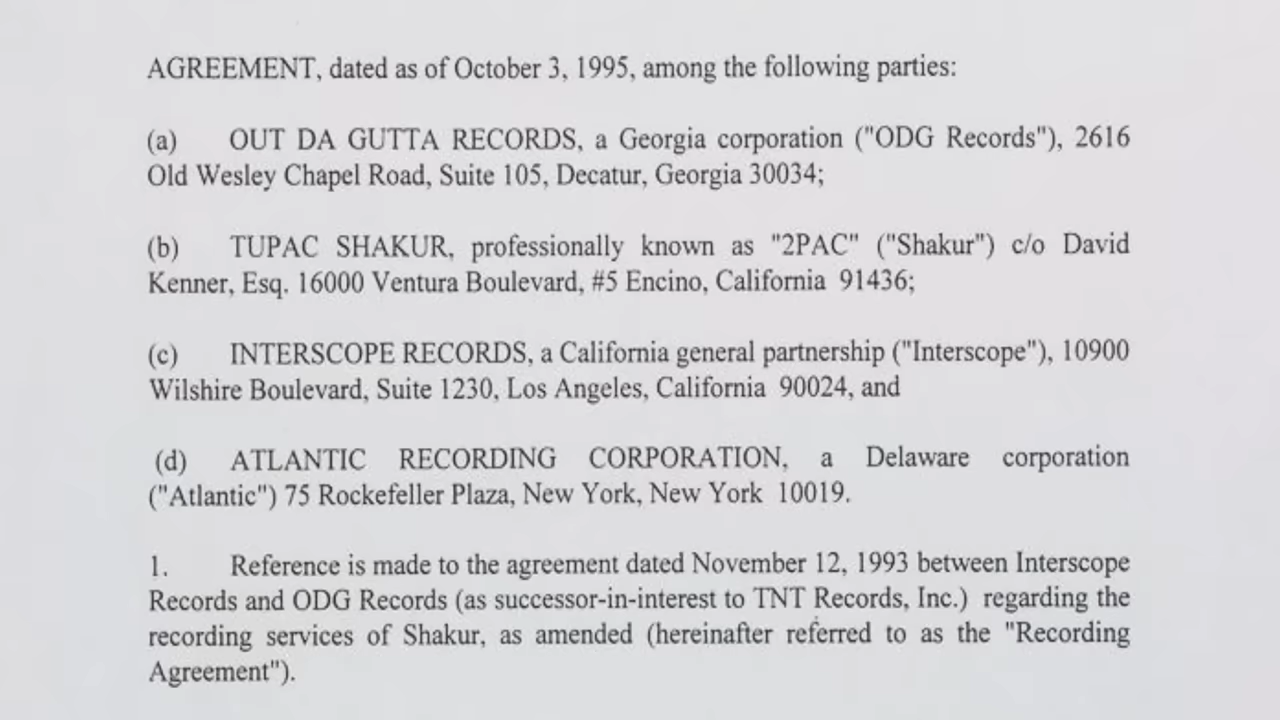 AGREEMENT, dated as of October 3, 1995, among the following parties:
(a) OUT DA GUTTA RECORDS, a Georgia corporation ("ODG Records"), 2616
Old Wesley Chapel Road, Suite 105, Decatur, Georgia 30034;
(b) TUPAC SHAKUR, professionally known as "2PAC" ("Shakur") c/o David
Kenner, Esq. 16000 Ventura Boulevard, #5 Encino, California 91436;
(c) INTERSCOPE RECORDS, a California general partnership ("Interscope"), 10900
Wilshire Boulevard, Suite 1230, Los Angeles, California 90024, and
(d) ATLANTIC RECORDING CORPORATION, a Delaware corporation
("Atlantic") 75 Rockefeller Plaza, New York, New York 10019.
1. Reference is made to the agreement dated November 12, 1993 between Interscope
Records and ODG Records (as successor-in-interest to TNT Records, Inc.) regarding the
recording services of Shakur, as amended (hereinafter referred to as the "Recording
Agreement").